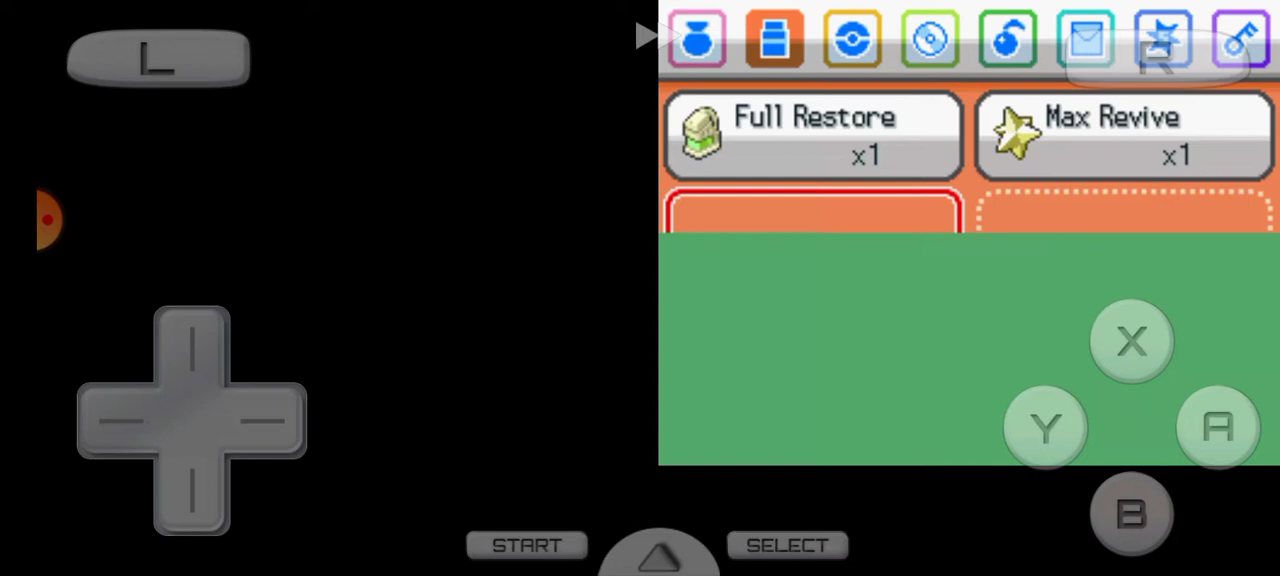 L
R
Full Restore
x1
Max Revive
x1
X
Y
A
B
START
SELECT